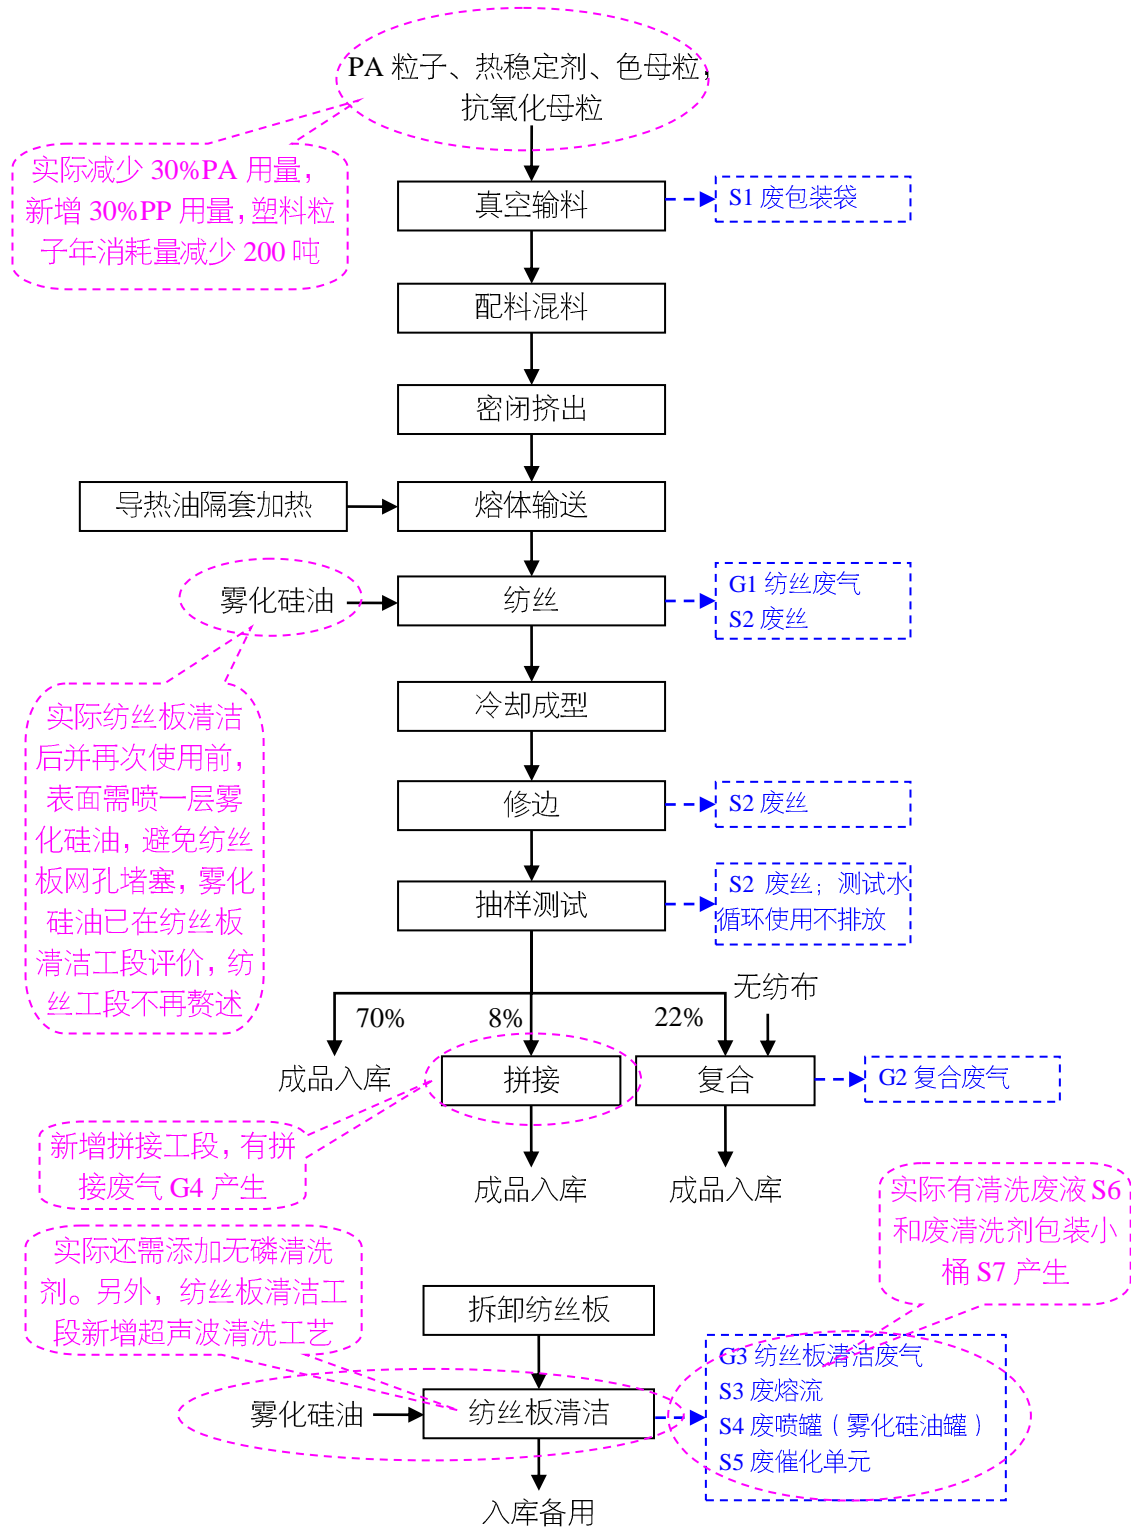 PA 粒子、热稳定剂、色母粒，
抗氧化母粒
实际减少 30%PA 用量，
新增 30%PP 用量，塑料粒
子年消耗量减少 200 吨
真空输料
S1 废包装袋
配料混料
密闭挤出
导热油隔套加热
熔体输送
雾化硅油
纺丝
G1 纺丝废气
S2 废丝
冷却成型
实际纺丝板清洁
后并再次使用前，
表面需喷一层雾
化硅油，避免纺丝
板网孔堵塞，雾化
硅油已在纺丝板
清洁工段评价，纺
丝工段不再赘述
修边
S2 废丝
抽样测试
S2 废丝；测试水
循环使用不排放
无纺布
70%
8%
22%
成品入库
拼接
复合
G2 复合废气
新增拼接工段，有拼
接废气 G4 产生
成品入库
成品入库
实际有清洗废液 S6
和废清洗剂包装小
桶 S7 产生
实际还需添加无磷清洗
剂。另外，纺丝板清洁工
段新增超声波清洗工艺
拆卸纺丝板
雾化硅油
纺丝板清洁
G3 纺丝板清洁废气
S3 废熔流
S4 废喷罐（雾化硅油罐）
S5 废催化单元
入库备用